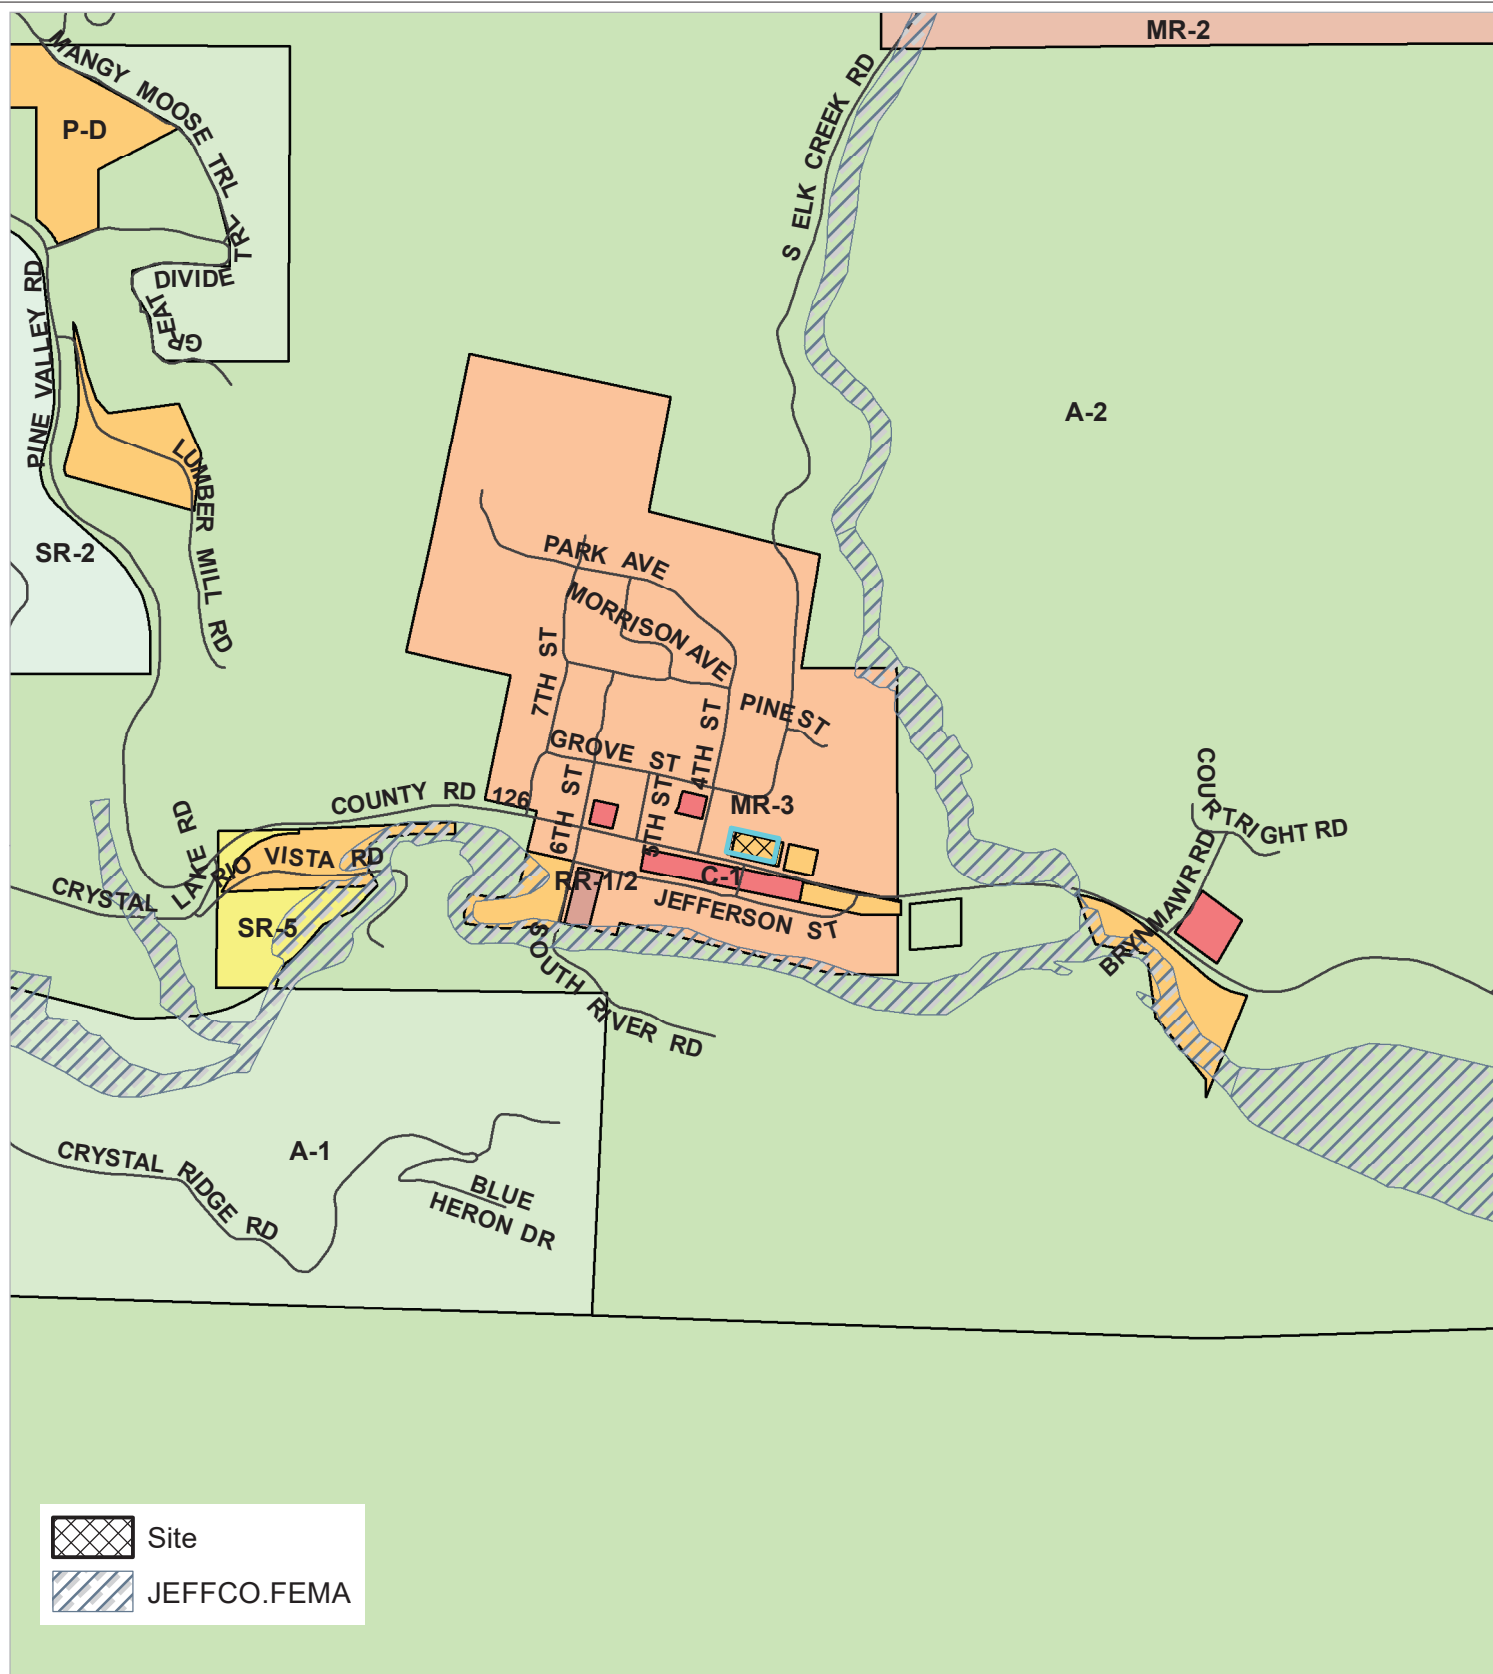 MR-2
MANGY MOOSE TRL
P-D
S ELK CREEK RD
GREAT DIVIDE TRL
PINE VALLEY RD
A-2
LUMBER MILL RD
SR-2
PARK AVE
MORRISON AVE
7TH ST
PINE ST
4TH ST
GROVE ST
6TH ST
5TH ST
COUNTY RD 126
MR-3
COURTRIGHT RD
LAKE RD
RIO VISTA RD
CRYSTAL
RR-1/2
C-1
JEFFERSON ST
BRYNMAWR RD
SR-5
SOUTH RIVER RD
A-1
CRYSTAL RIDGE RD
BLUE
HERON DR
Site
JEFFCO.FEMA